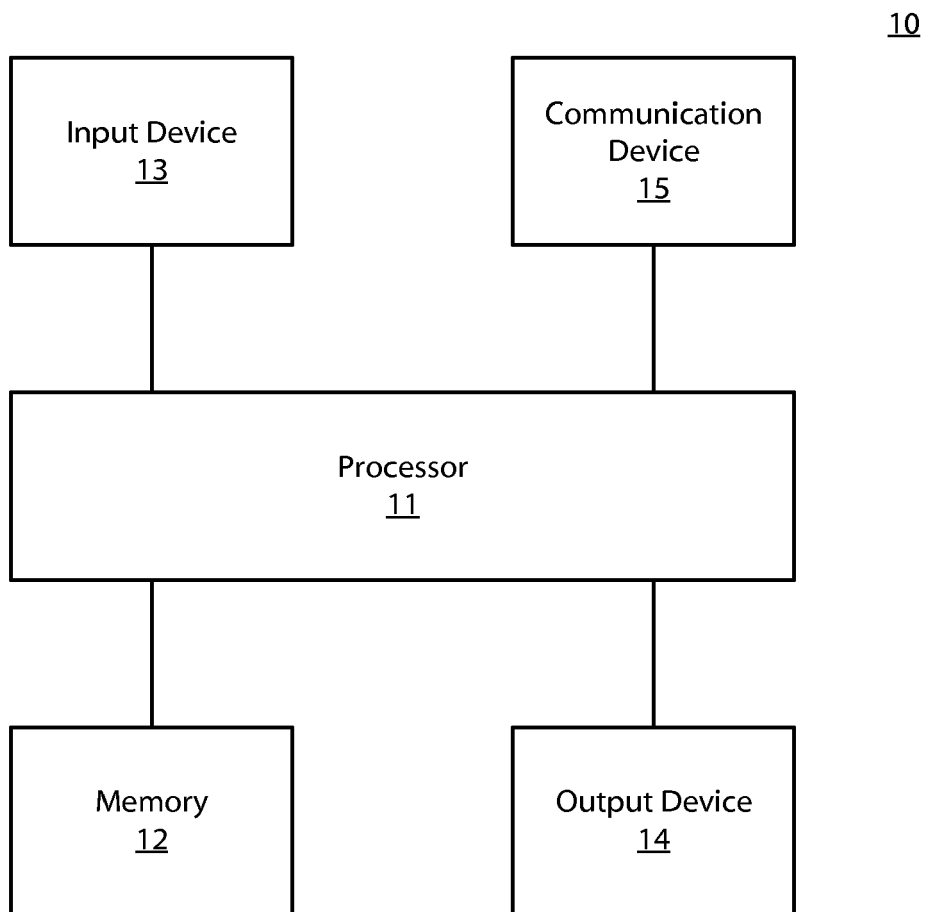 10
Input Device
13
Communication
Device
15
Processor
11
Memory
12
Output Device
14